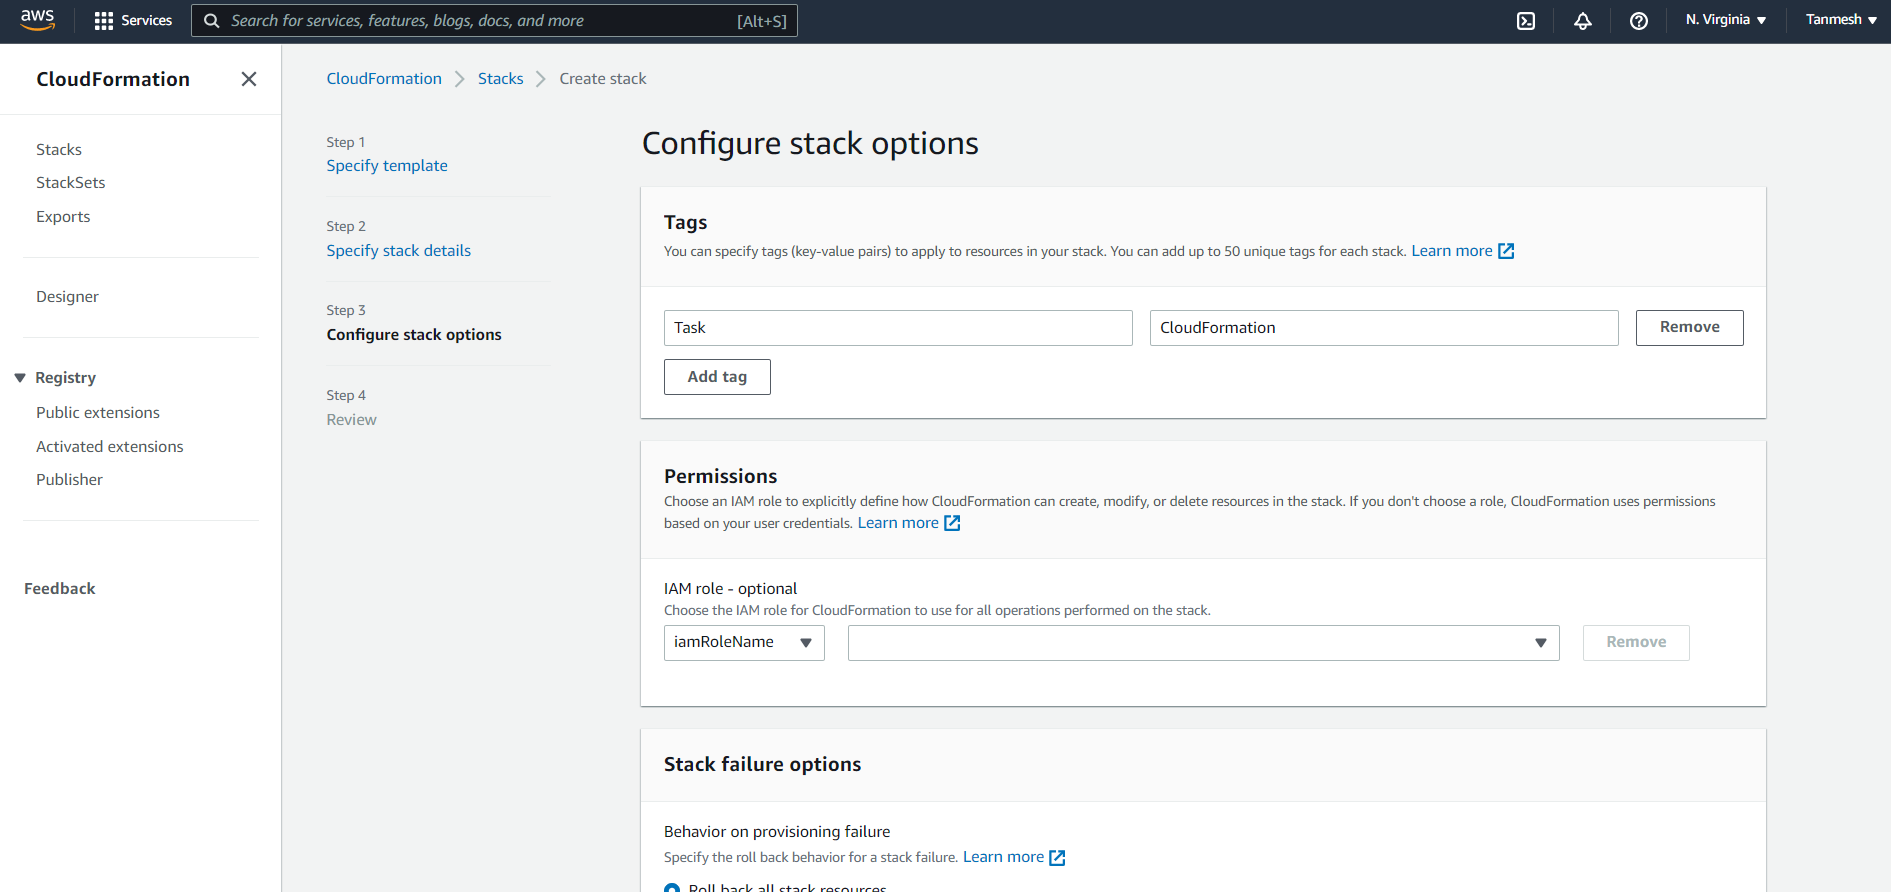 aws Services Search for services, features, blogs, docs, and more [Alt+S] N. Virginia Tanmesh
CloudFormation
Stacks
StackSets
Exports
Designer
Registry
Public extensions
Activated extensions
Publisher
Feedback
CloudFormation Stacks Create stack
Step 1
Specify template
Step 2
Specify stack details
Step 3
Configure stack options
Step 4
Review
Configure stack options
Tags
You can specify tags (key-value pairs) to apply to resources in your stack. You can add up to 50 unique tags for each stack. Learn more
Task CloudFormation Remove
Add tag
Permissions
Choose an IAM role to explicitly define how CloudFormation can create, modify, or delete resources in the stack. If you don't choose a role, CloudFormation uses permissions
based on your user credentials. Learn more
IAM role - optional
Choose the IAM role for CloudFormation to use for all operations performed on the stack.
iamRoleName Remove
Stack failure options
Behavior on provisioning failure
Specify the roll back behavior for a stack failure. Learn more
Roll back all stack resources